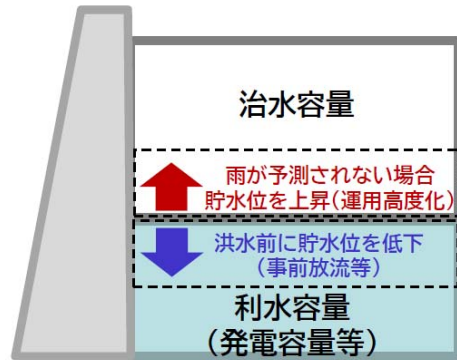 治水容量
雨が予測されない場合
貯水位を上昇(運用高度化)
洪水前に貯水位を低下
(事前放流等)
利水容量
(発電容量等)